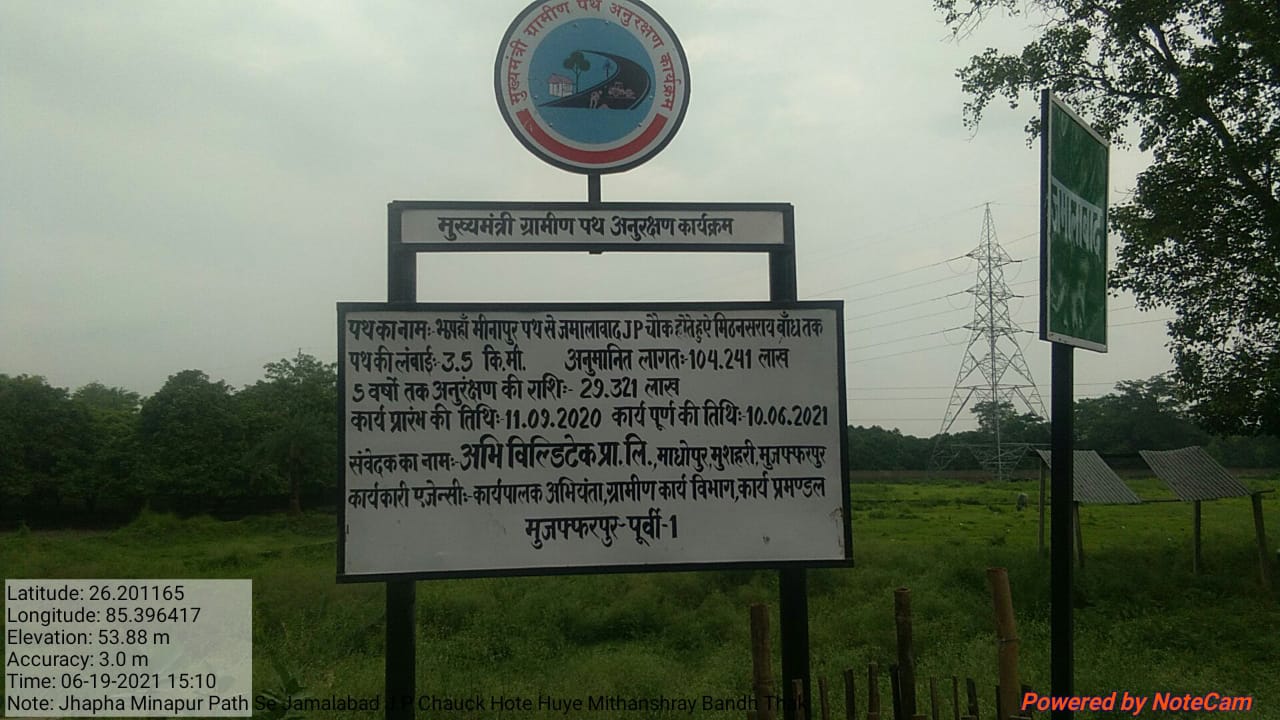 मुख्यमंत्री ग्रामीण पथ अनुरक्षण कार्यक्रम
मुख्यमंत्री ग्रामीण पथ अनुरक्षण कार्यक्रम
पथ का नामः- झपहाँ मीनापुर पथ से जमालावाद JP चौक होते हुऐ मिठनसराय बाँध तक
पथ की लंबाईः-3.5 कि.मी. अनुमानित लागतः-104.241 लाख
5 वर्षो तक अनुरंक्षण की राशिः- 29.321 लाख
कार्य प्रारंभ की तिथिः-11.09.2020 कार्य पूर्ण की तिथिः-10.06.2021
संवेदक का नामः-अभि विल्डिटेक प्रा. लि.,माधोपुर,मुशहरी,मुजफ्फरपुर
कार्यकारी एजेन्सीः-कार्यपालक अभियंता,ग्रामीण कार्य विभाग,कार्य प्रमण्डल
मुजफ्फरपुर-पूर्वी-1
जमालाबाद
Latitude: 26.201165
Longitude: 85.396417
Elevation: 53.88 m
Accuracy: 3.0 m
Time: 06-19-2021 15:10
Note: Jhapha Minapur Path Se Jamalabad J P Chauck Hote Huye Mithanshray Bandh Thak
Powered by NoteCam